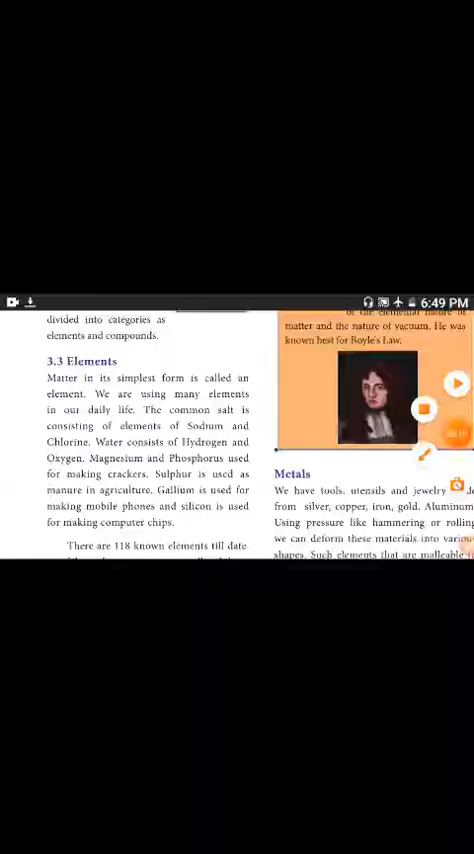 6:49 PM
divided into categories as
elements and compounds.
3.3 Elements
Matter in its simplest form is called an
element. We are using many elements
in our daily life. The common salt is
consisting of elements of Sodium and
Chlorine. Water consists of Hydrogen and
Oxygen. Magnesium and Phosphorus used
for making crackers. Sulphur is used as
manure in agriculture. Gallium is used for
making mobile phones and silicon is used
for making computer chips.
There are 118 known elements till date
of the elemental nature of
matter and the nature of vacuum. He was
known best for Boyle's Law.
Metals
We have tools, utensils and jewelry
from silver, copper, iron, gold. Aluminum
Using pressure like hammering or rolling
we can deform these materials into various
shapes. Such elements that are malleable